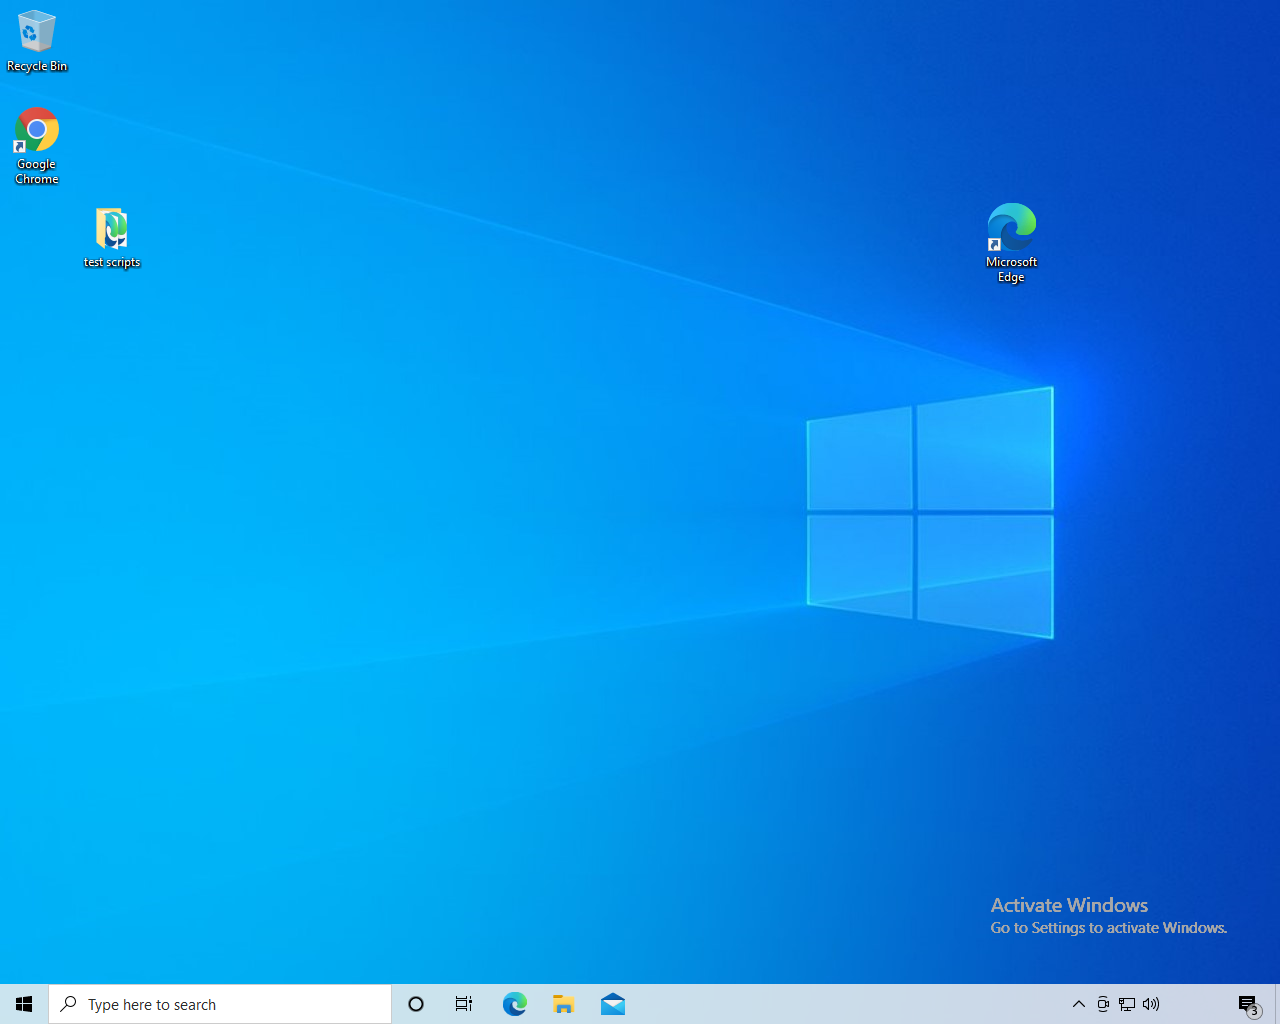 Recycle Bin
Google
Chrome
test scripts
Microsoft
Edge
Activate Windows
Go to Settings to activate Windows.
Type here to search
3